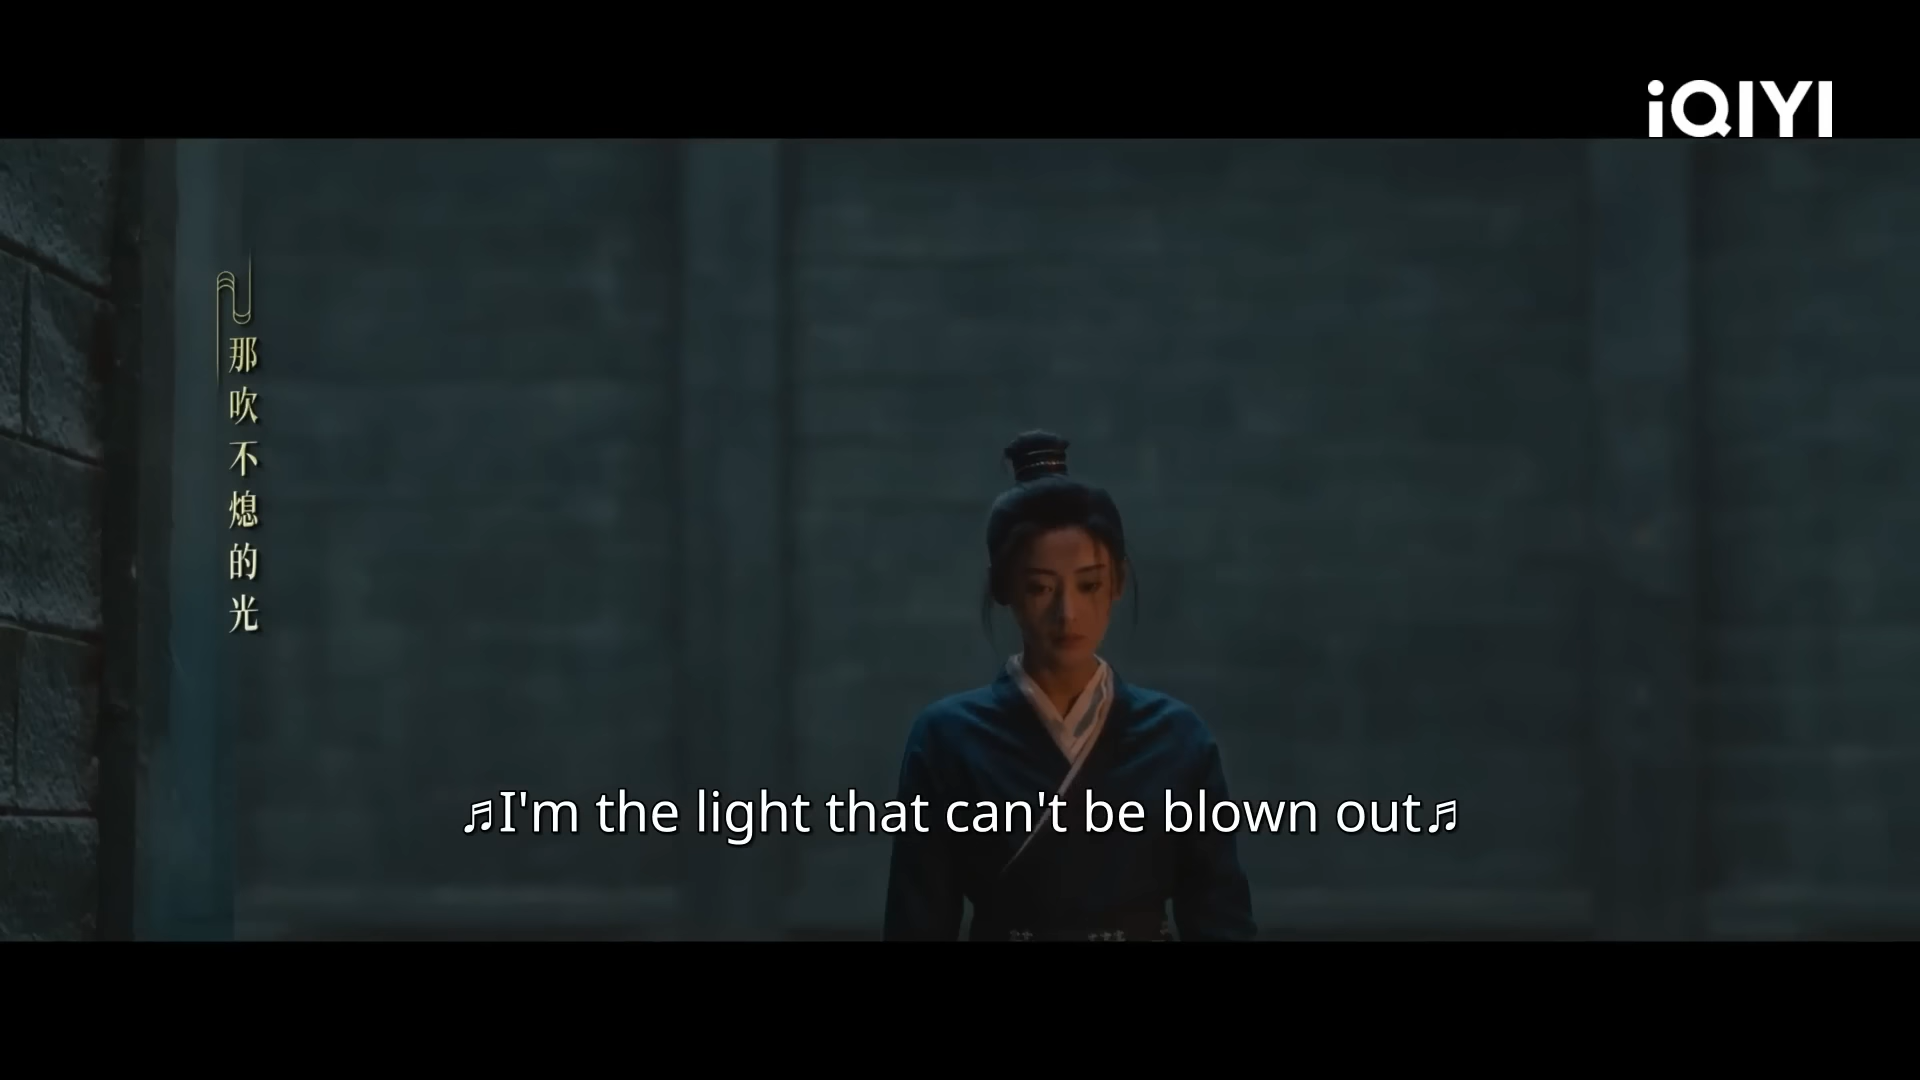 iQIYI
那吹不熄的光
♬I'm the light that can't be blown out♬